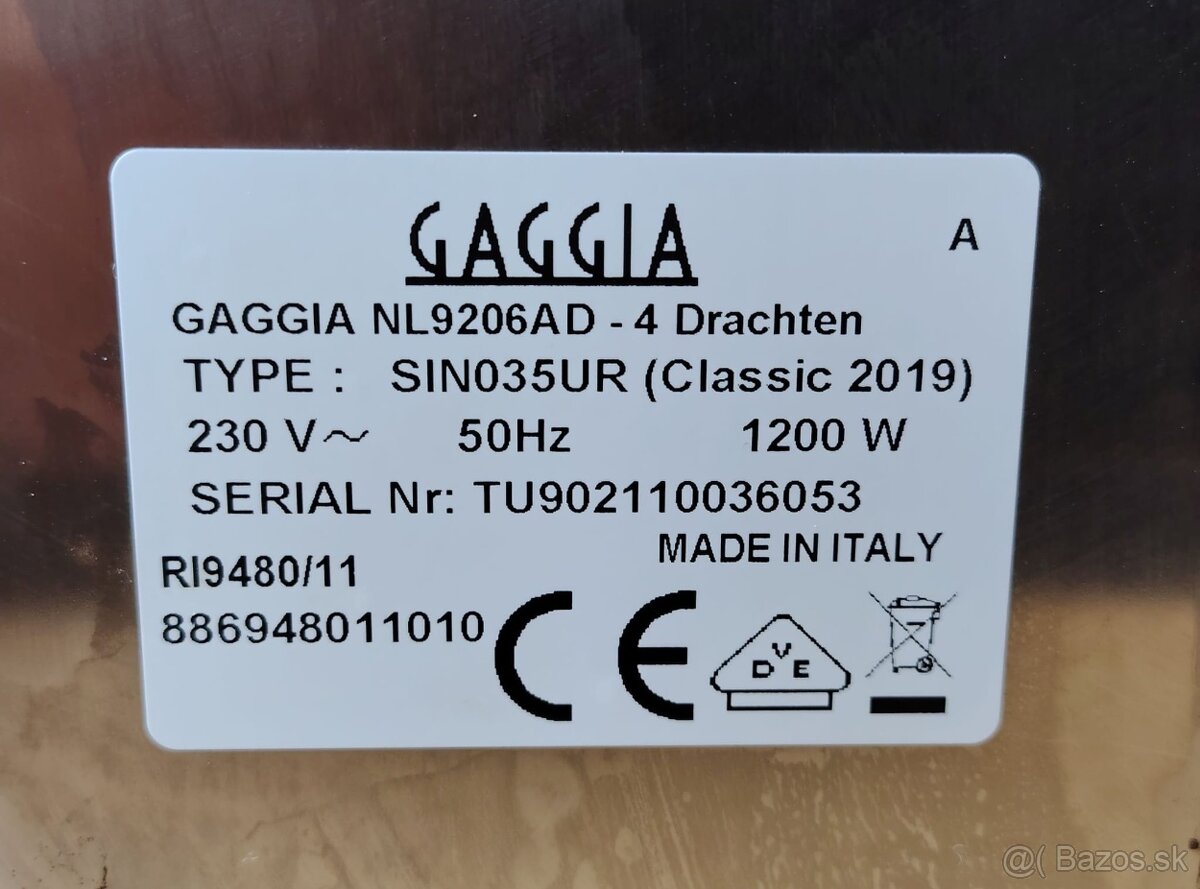 GAGGIA
A
GAGGIA NL9206AD - 4 Drachten
TYPE : SIN035UR (Classic 2019)
230 V~ 50Hz 1200 W
SERIAL Nr: TU902110036053
MADE IN ITALY
RI9480/11
886948011010
CE
DVE
@( Bazos.sk